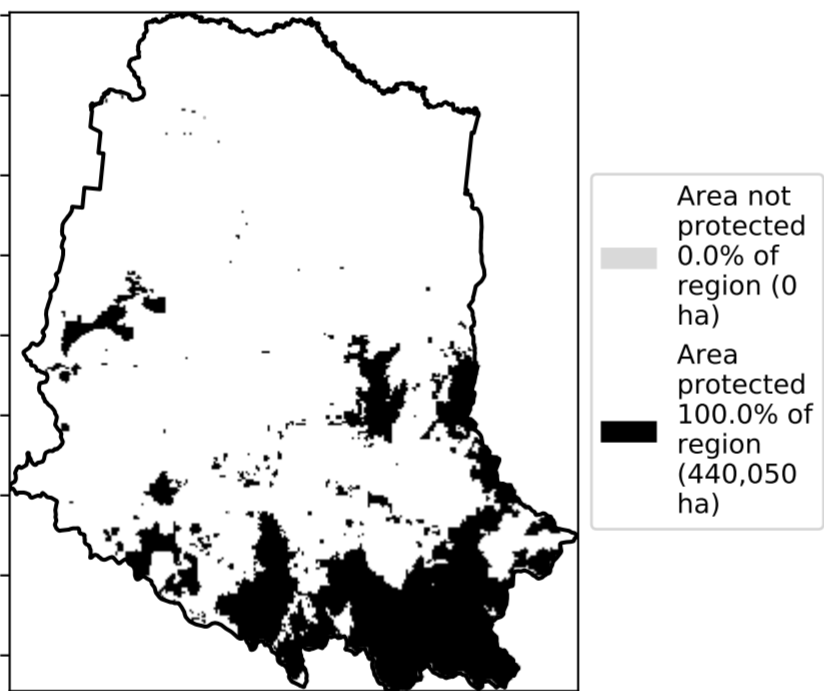 Area not
protected
0.0% of
region (0
ha)
Area
protected
100.0% of
region
(440,050
ha)